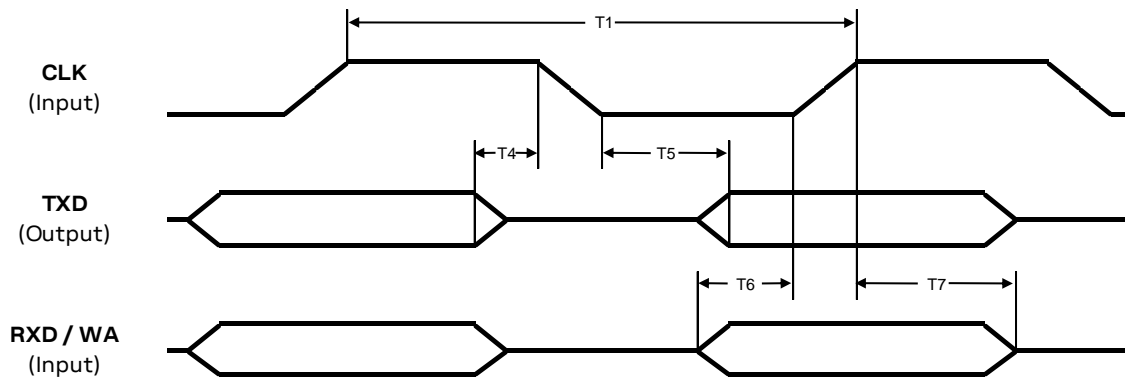 T1
CLK
(Input)
T4
T5
TXD
(Output)
T6
T7
RXD / WA
(Input)